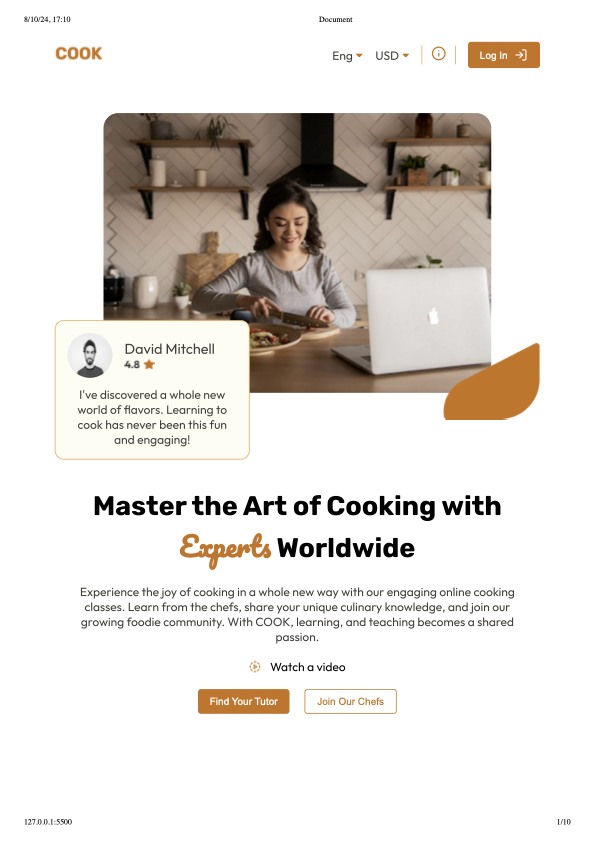 8/10/24, 17:10 Document
COOK
Eng USD Log In
David Mitchell
4.8
I've discovered a whole new
world of flavors. Learning to
cook has never been this fun
and engaging!
Master the Art of Cooking with
Experts Worldwide
Experience the joy of cooking in a whole new way with our engaging online cooking
classes. Learn from the chefs, share your unique culinary knowledge, and join our
growing foodie community. With COOK, learning, and teaching becomes a shared
passion.
Watch a video
Find Your Tutor Join Our Chefs
127.0.0.1:5500 1/10